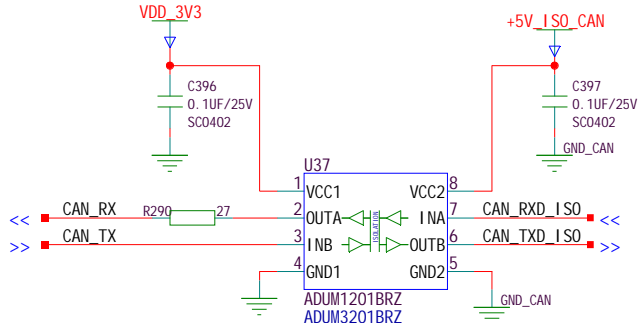 VDD_3V3
+5V_ISO_CAN
C396
0.1UF/25V
SC0402
C397
0.1UF/25V
SC0402
GND_CAN
U37
1 VCC1 VCC2 8
<< CAN_RX R290 27 2 OUTA INA 7 CAN_RXD_ISO <<
ISOLATION
>> CAN_TX 3 INB OUTB 6 CAN_TXD_ISO >>
4 GND1 GND2 5
ADUM1201BRZ
GND_CAN
ADUM3201BRZ